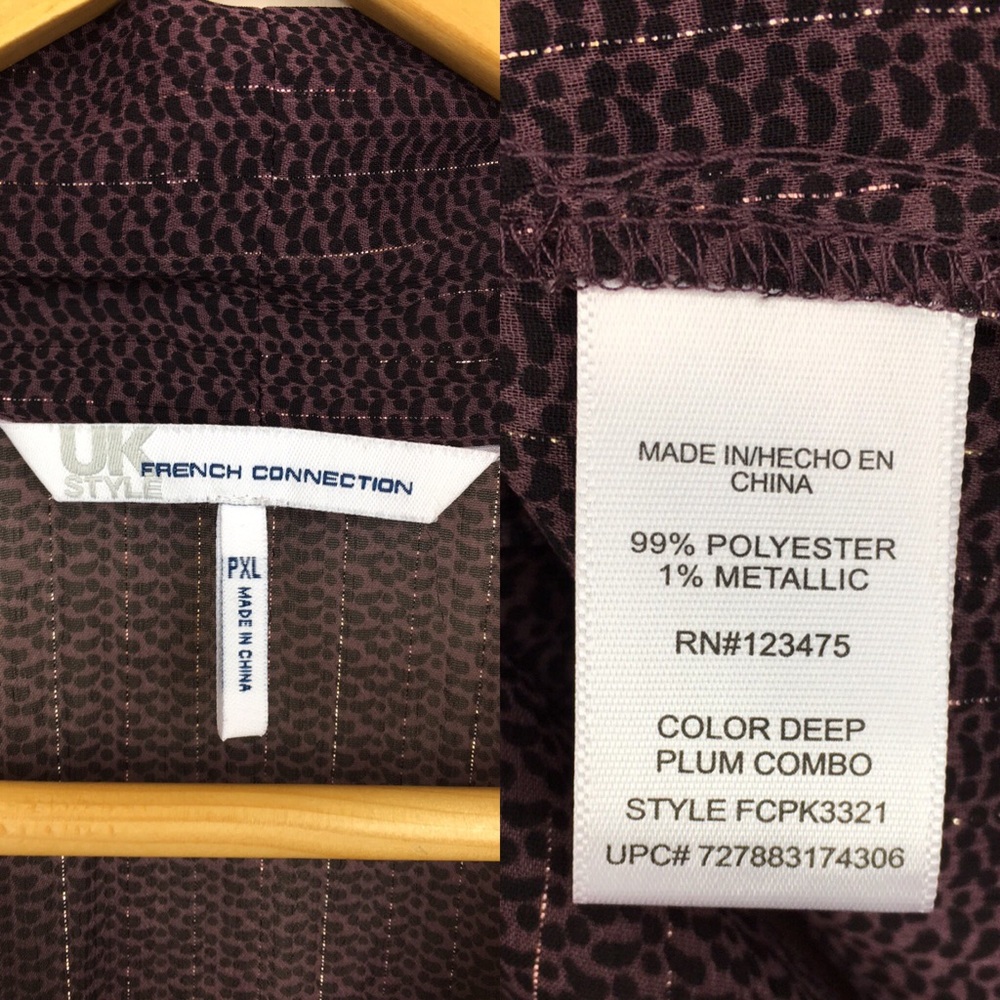 UK
STYLE
FRENCH CONNECTION
PXL
MADE IN CHINA
MADE IN/HECHO EN
CHINA
99% POLYESTER
1% METALLIC
RN#123475
COLOR DEEP
PLUM COMBO
STYLE FCPK3321
UPC# 727883174306